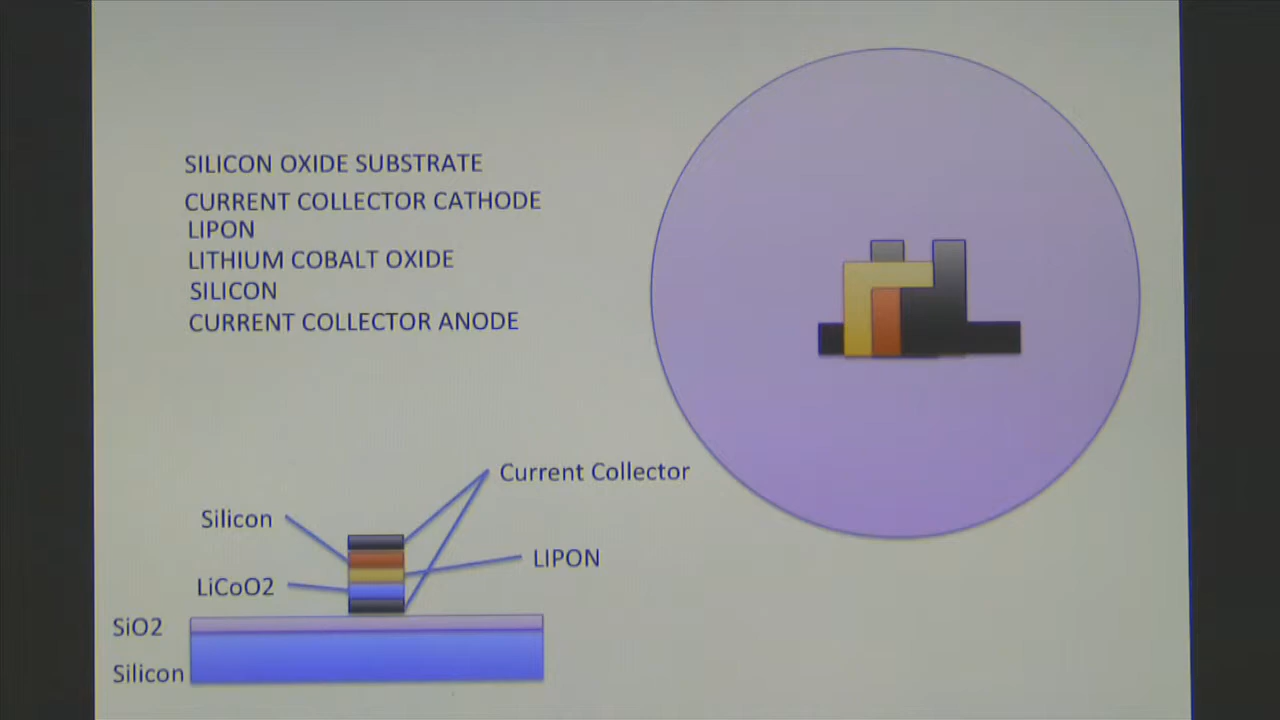 SILICON OXIDE SUBSTRATE
CURRENT COLLECTOR CATHODE
LIPON
LITHIUM COBALT OXIDE
SILICON
CURRENT COLLECTOR ANODE
Current Collector
Silicon
LIPON
LiCoO2
SiO2
Silicon